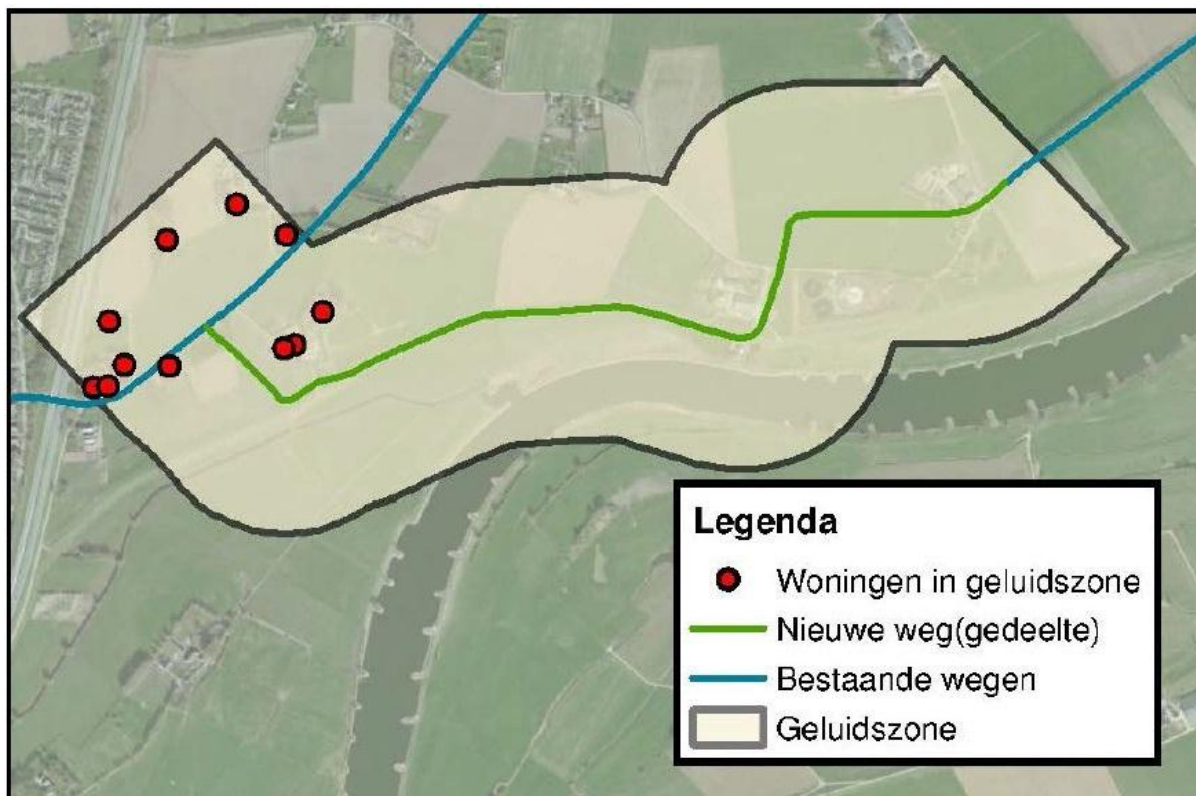 Legenda
Woningen in geluidszone
Nieuwe weg(gedeelte)
Bestaande wegen
Geluidszone